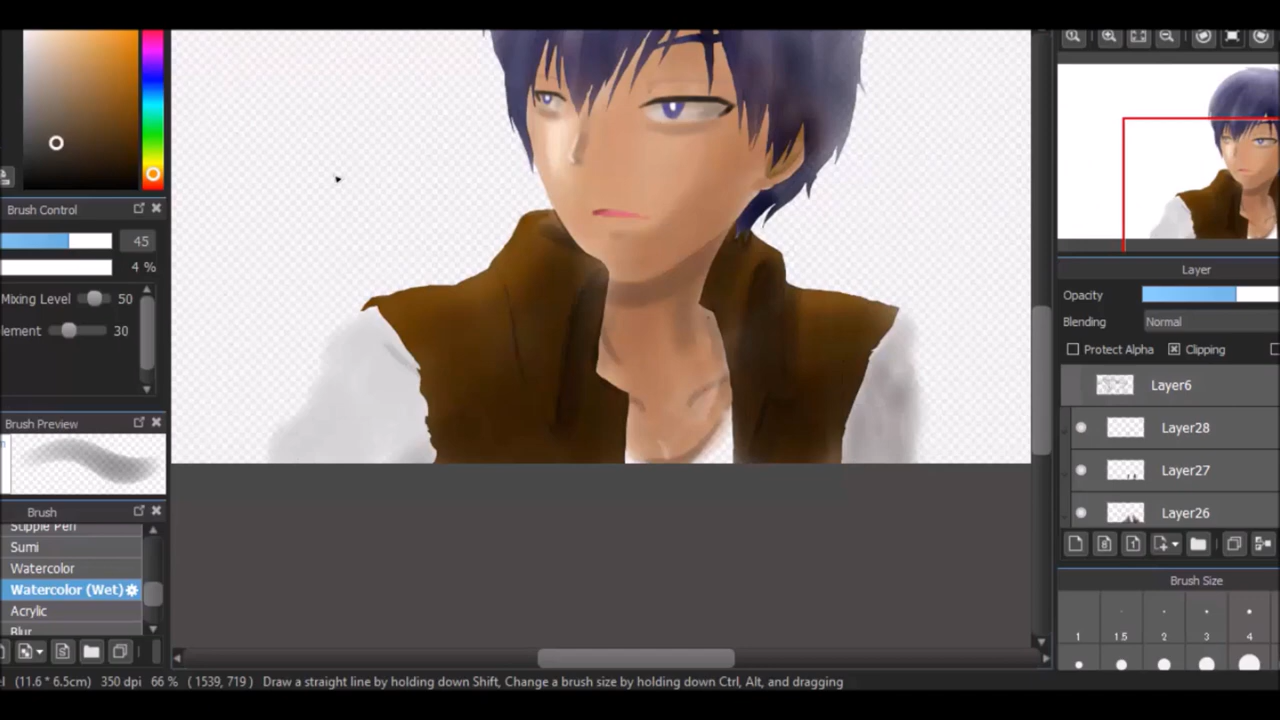 Brush Control
45
4 %
Mixing Level 50
lement 30
Brush Preview
Brush
Supple Pen
Sumi
Watercolor
Watercolor (Wet)
Acrylic
Blur
Layer
Opacity
Blending Normal
Protect Alpha Clipping
Layer6
Layer28
Layer27
Layer26
Brush Size
1 1.5 2 3 4
l (11.6 * 6.5cm) 350 dpi 66 % ( 1539, 719 ) Draw a straight line by holding down Shift, Change a brush size by holding down Ctrl, Alt, and dragging